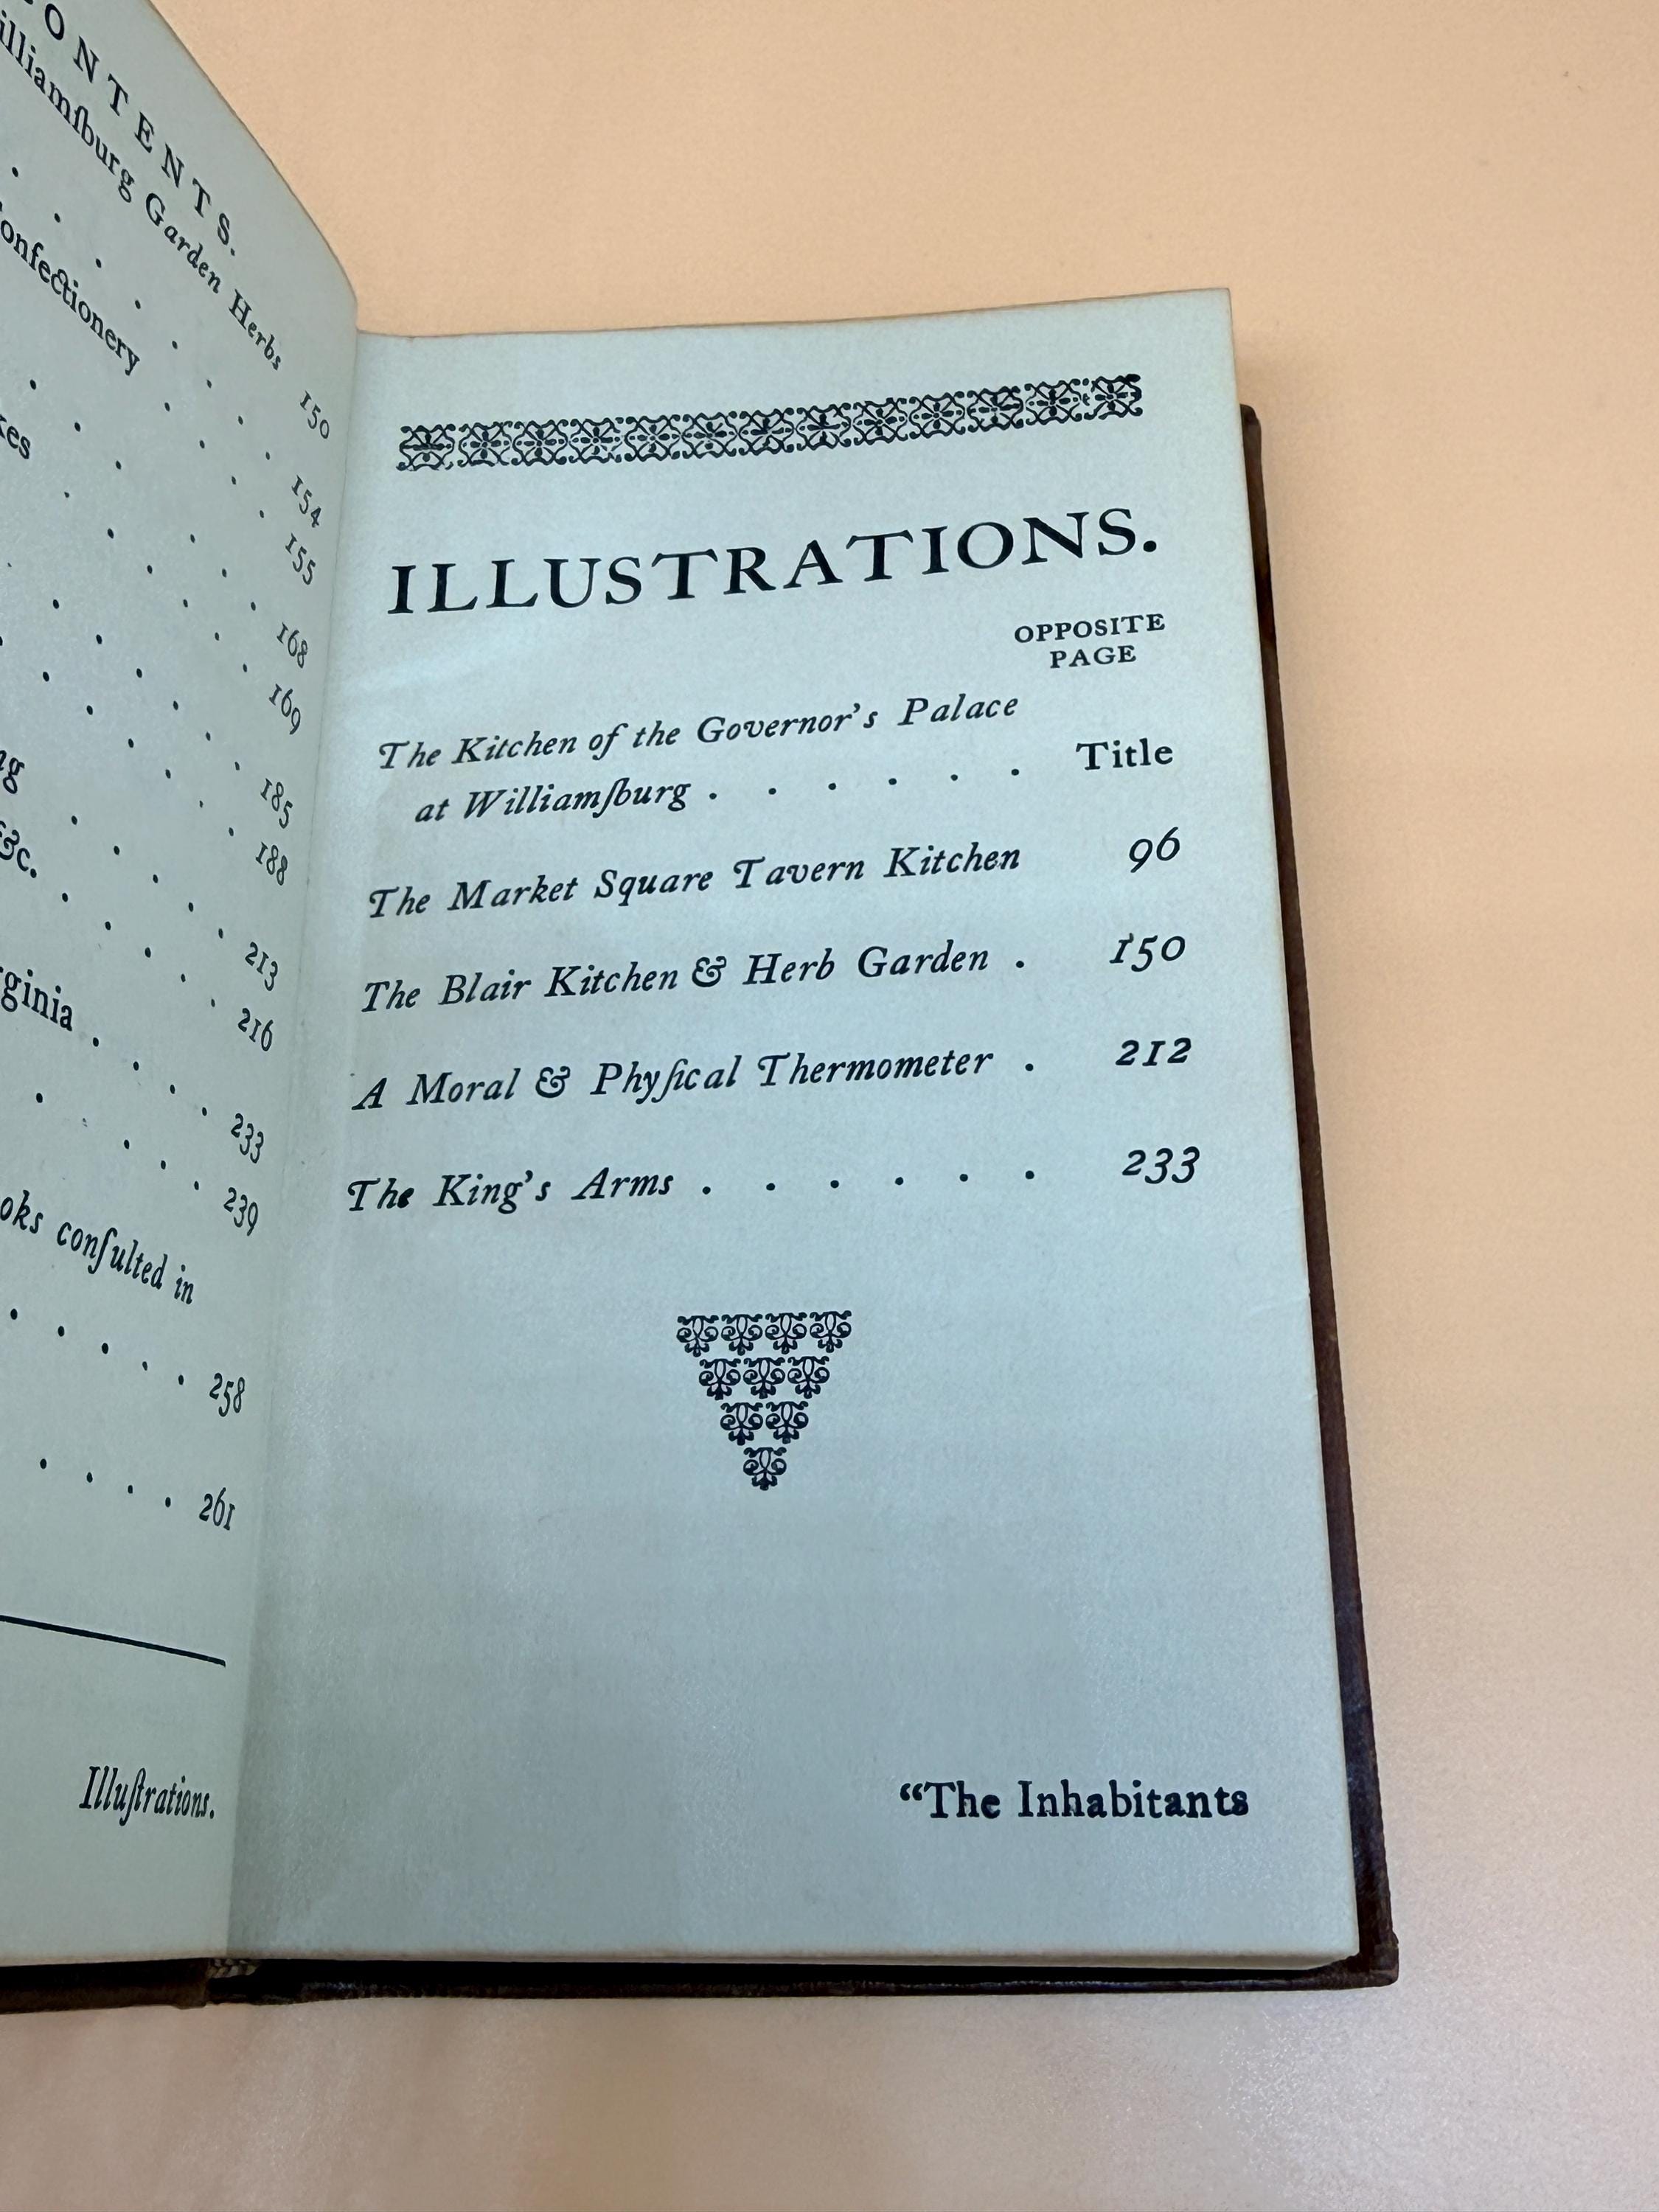 ONTENTS.
illiamſburg Garden Herbs 150
. . . . . . . 154
onfectionery . . . 155
. . . . . . 168
kes . . . . . . 169
. . . . . . . 185
. . . . . . 188
ng . . . . . 213
&c. . . . . . 216
ginia . . . . 233
. . . . 239
oks conſulted in
. . . . . 258
. . . . 261
Illuſtrations.
ILLUSTRATIONS.
OPPOSITE
PAGE
The Kitchen of the Governor's Palace
at Williamſburg . . . . . . Title
The Market Square Tavern Kitchen 96
The Blair Kitchen & Herb Garden . 150
A Moral & Phyſical Thermometer . 212
The King's Arms . . . . . . 233
“The Inhabitants